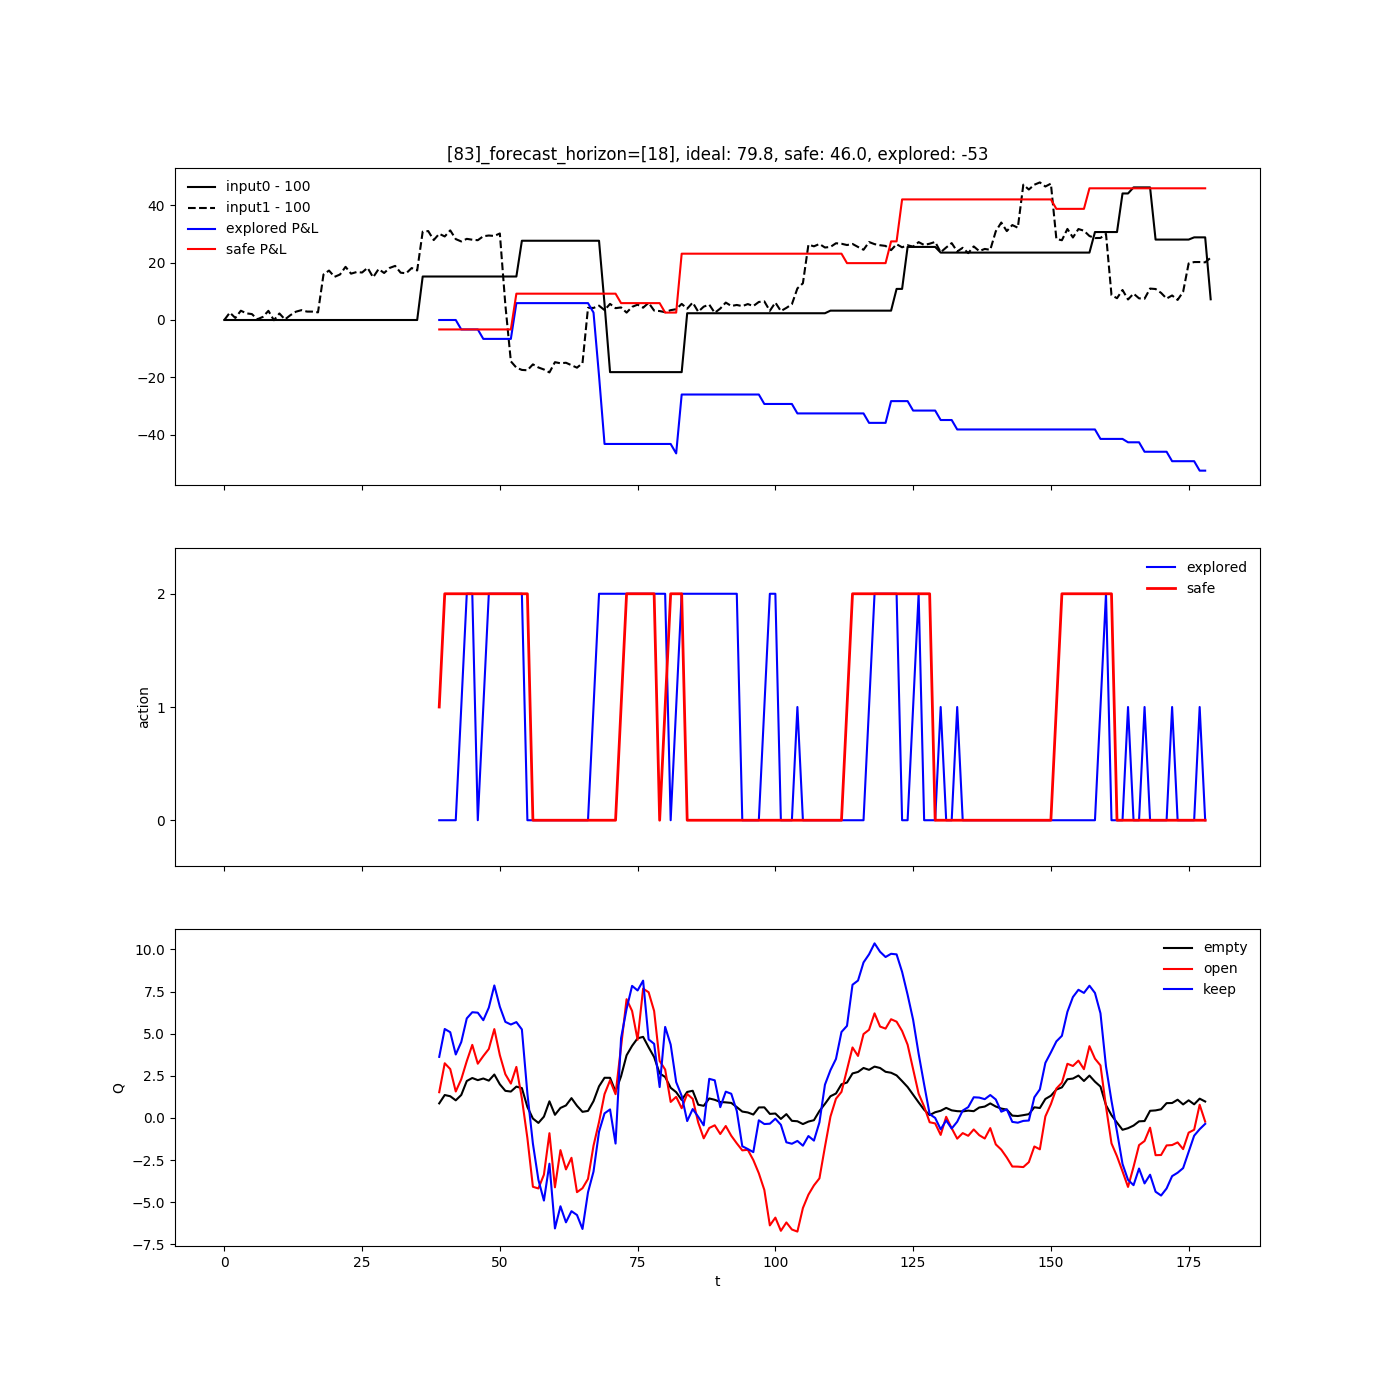 [83]_forecast_horizon=[18], ideal: 79.8, safe: 46.0, explored: -53
input0 - 100
input1 - 100
explored P&L
safe P&L
40
20
0
−20
−40
explored
safe
2
1
0
action
empty
open
keep
10.0
7.5
5.0
2.5
0.0
−2.5
−5.0
−7.5
Q
0 25 50 75 100 125 150 175
t